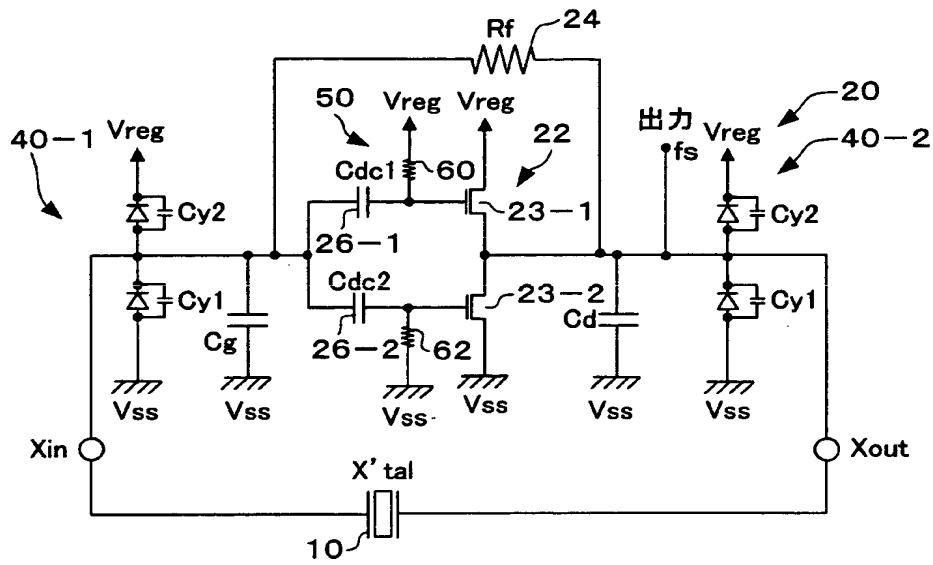 Rf
24
50
Vreg
Vreg
出力
fs
Vreg
20
40-2
40-1
Vreg
Cdc1
60
22
23-1
Cy2
26-1
Cy2
Cdc2
23-2
Cy1
Cg
26-2
62
Cd
Cy1
Vss
Vss
Vss.
Vss
Vss
Vss
Xin
X'tal
Xout
10